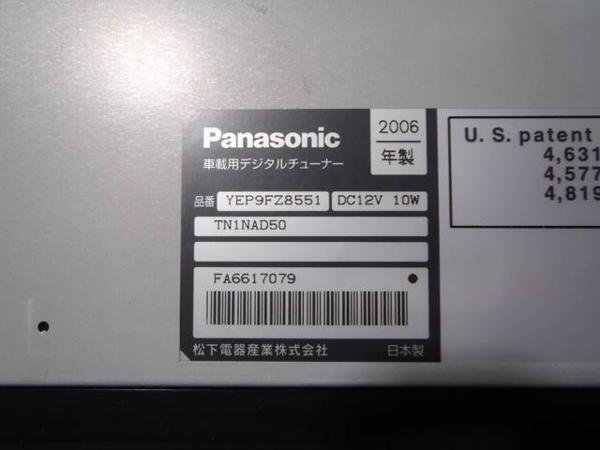 Panasonic
2006
年製
車載用デジタルチューナー
品番 YEP9FZ8551 DC12V 10W
TN1NAD50
FA6617079
松下電器産業株式会社 日本製
U.S. patent
4,631
4,577
4,819